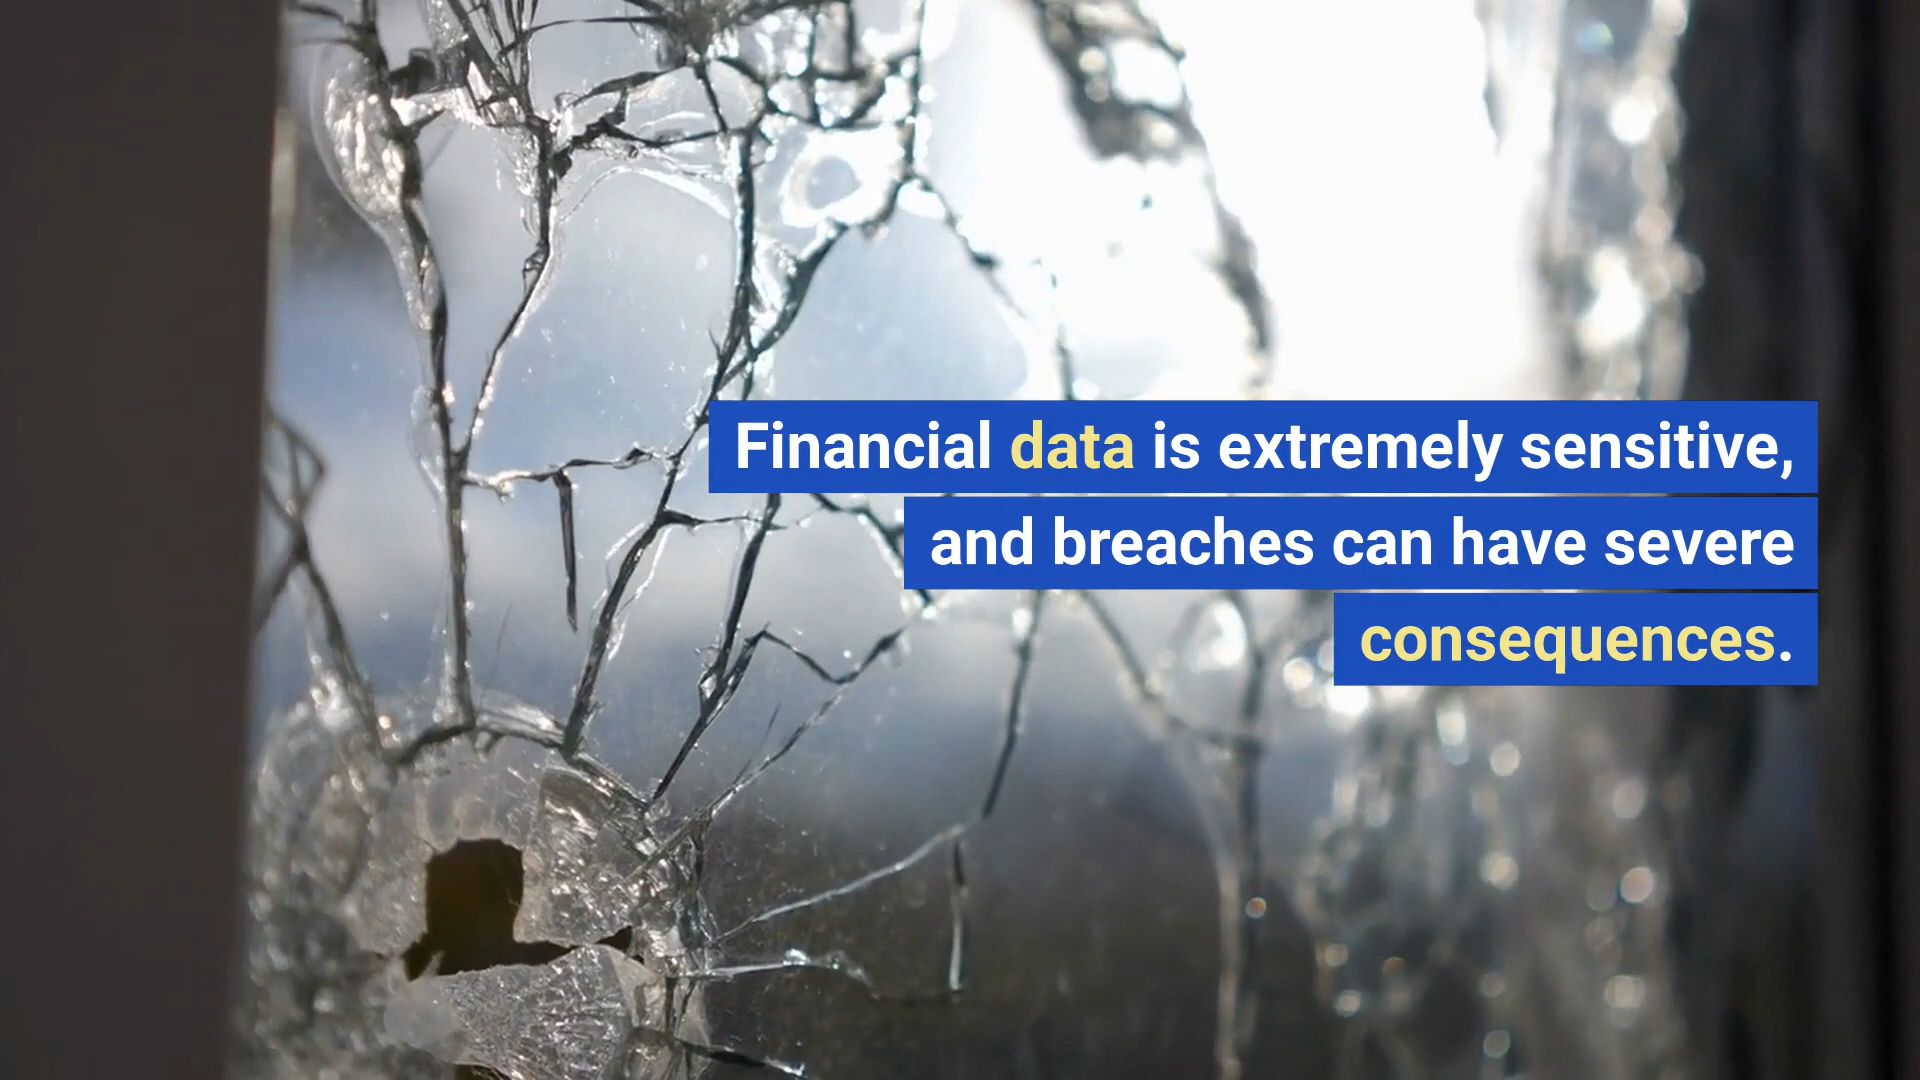 Financial data is extremely sensitive,
and breaches can have severe
consequences.